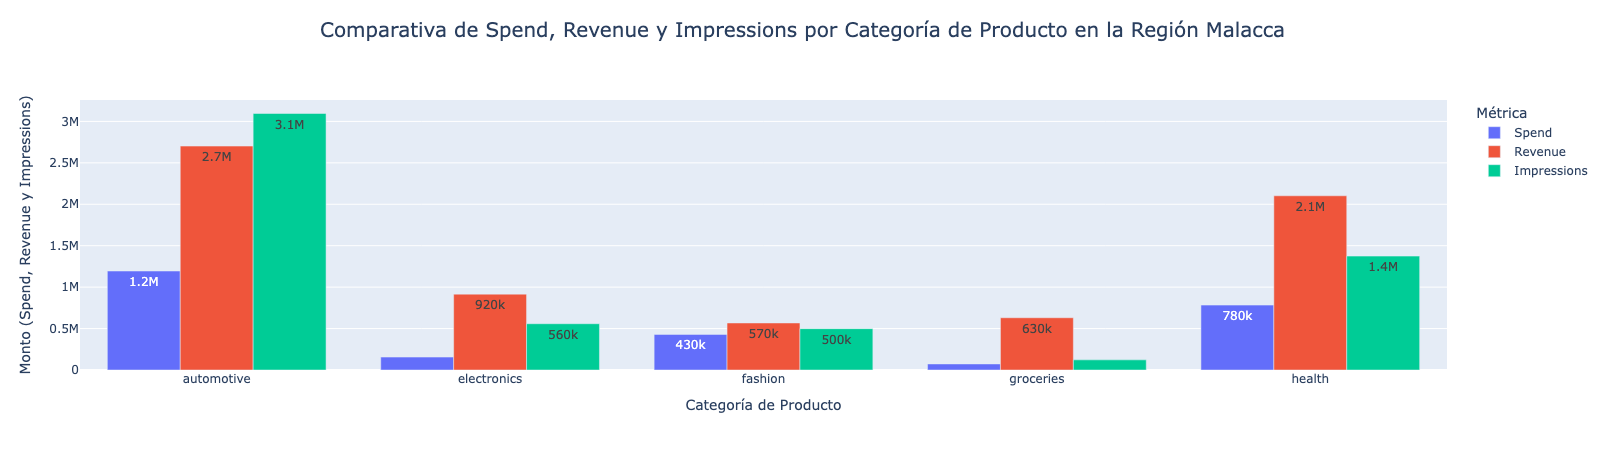 Comparativa de Spend, Revenue y Impressions por Categoría de Producto en la Región Malacca
Monto (Spend, Revenue y Impressions)
3M
2.5M
2M
1.5M
1M
0.5M
0
1.2M
2.7M
3.1M
920k
560k
430k
570k
500k
630k
780k
2.1M
1.4M
automotive
electronics
fashion
groceries
health
Categoría de Producto
Métrica
Spend
Revenue
Impressions